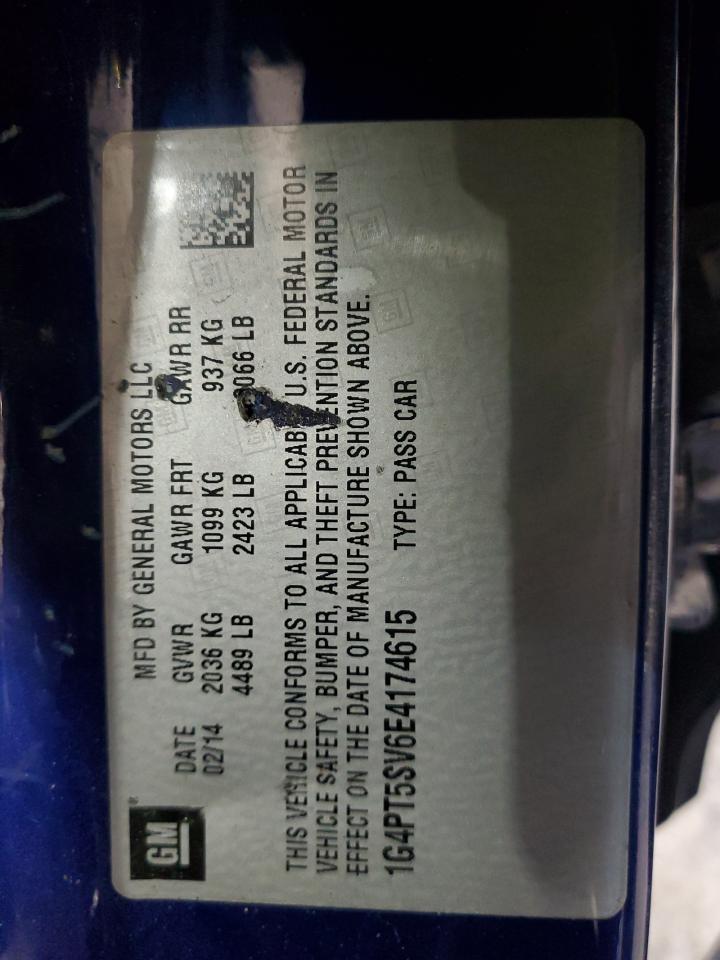 GM®
MFD BY GENERAL MOTORS LLC
DATE GVWR GAWR FRT GAWR RR
02/14 2036 KG 1099 KG 937 KG
4489 LB 2423 LB 066 LB
THIS VEHICLE CONFORMS TO ALL APPLICAB U.S. FEDERAL MOTOR
VEHICLE SAFETY, BUMPER, AND THEFT PREVENTION STANDARDS IN
EFFECT ON THE DATE OF MANUFACTURE SHOWN ABOVE.
1G4PT5SV6E4174615 TYPE: PASS CAR